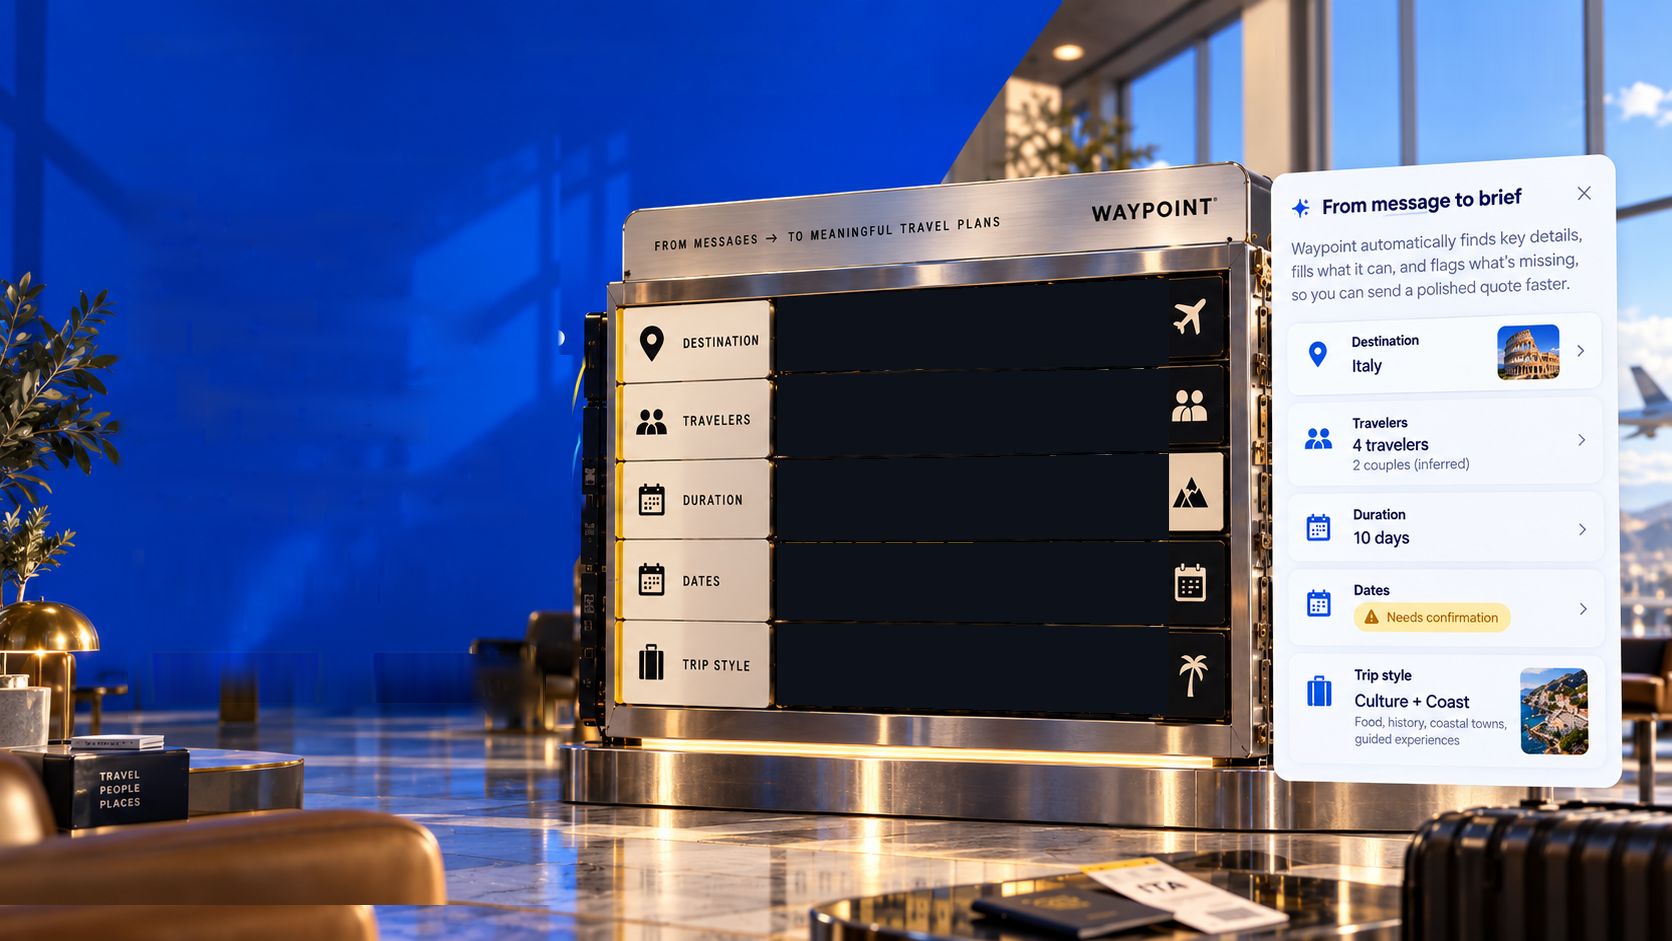 FROM MESSAGES → TO MEANINGFUL TRAVEL PLANS
WAYPOINT
DESTINATION
TRAVELERS
DURATION
DATES
TRIP STYLE
From message to brief
Waypoint automatically finds key details,
fills what it can, and flags what's missing,
so you can send a polished quote faster.
Destination
Italy
Travelers
4 travelers
2 couples (inferred)
Duration
10 days
Dates
Needs confirmation
Trip style
Culture + Coast
Food, history, coastal towns,
guided experiences
TRAVEL
PEOPLE
PLACES